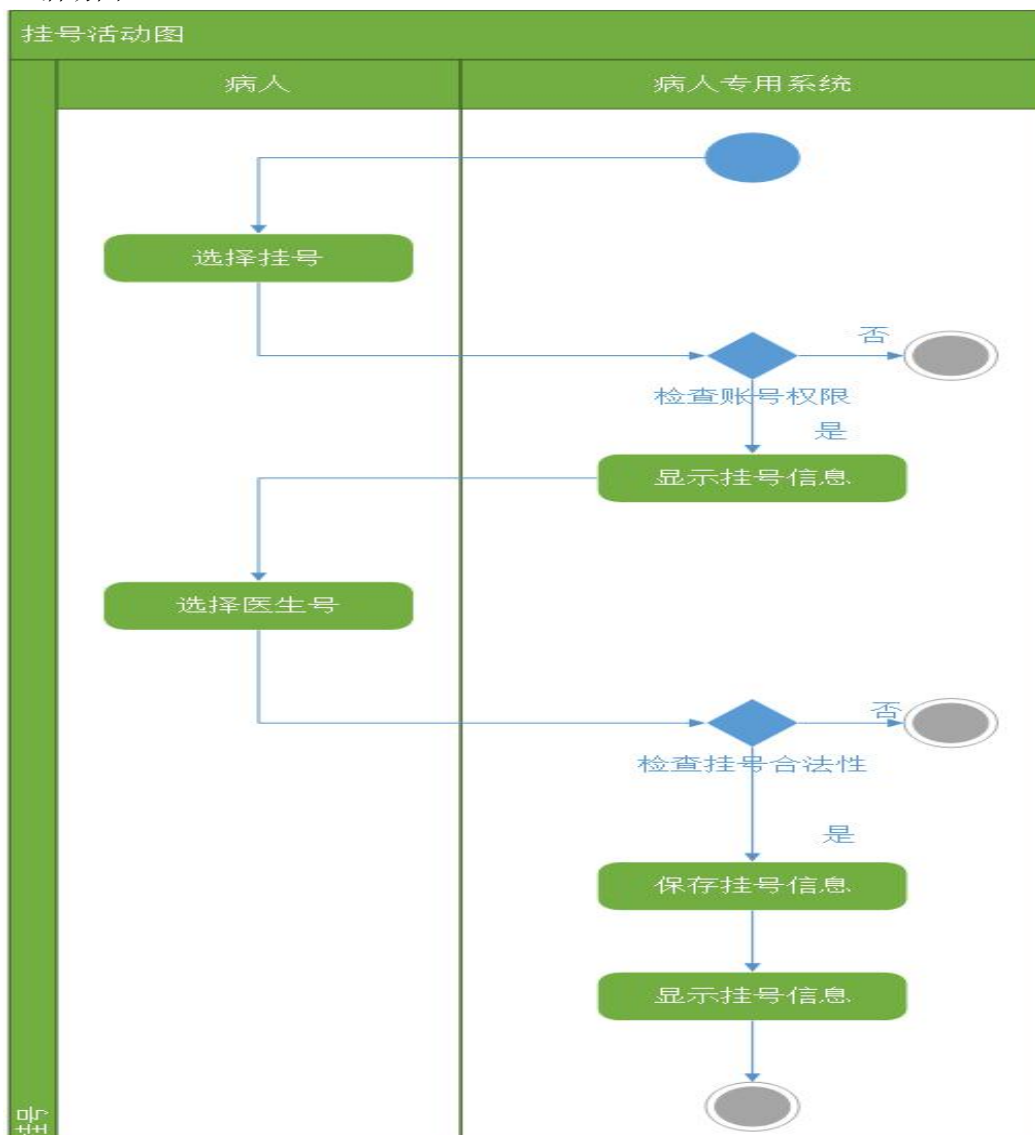 挂号活动图
病人
病人专用系统
选择挂号
否
检查账号权限
是
显示挂号信息
选择医生号
否
检查挂号合法性
是
保存挂号信息
显示挂号信息